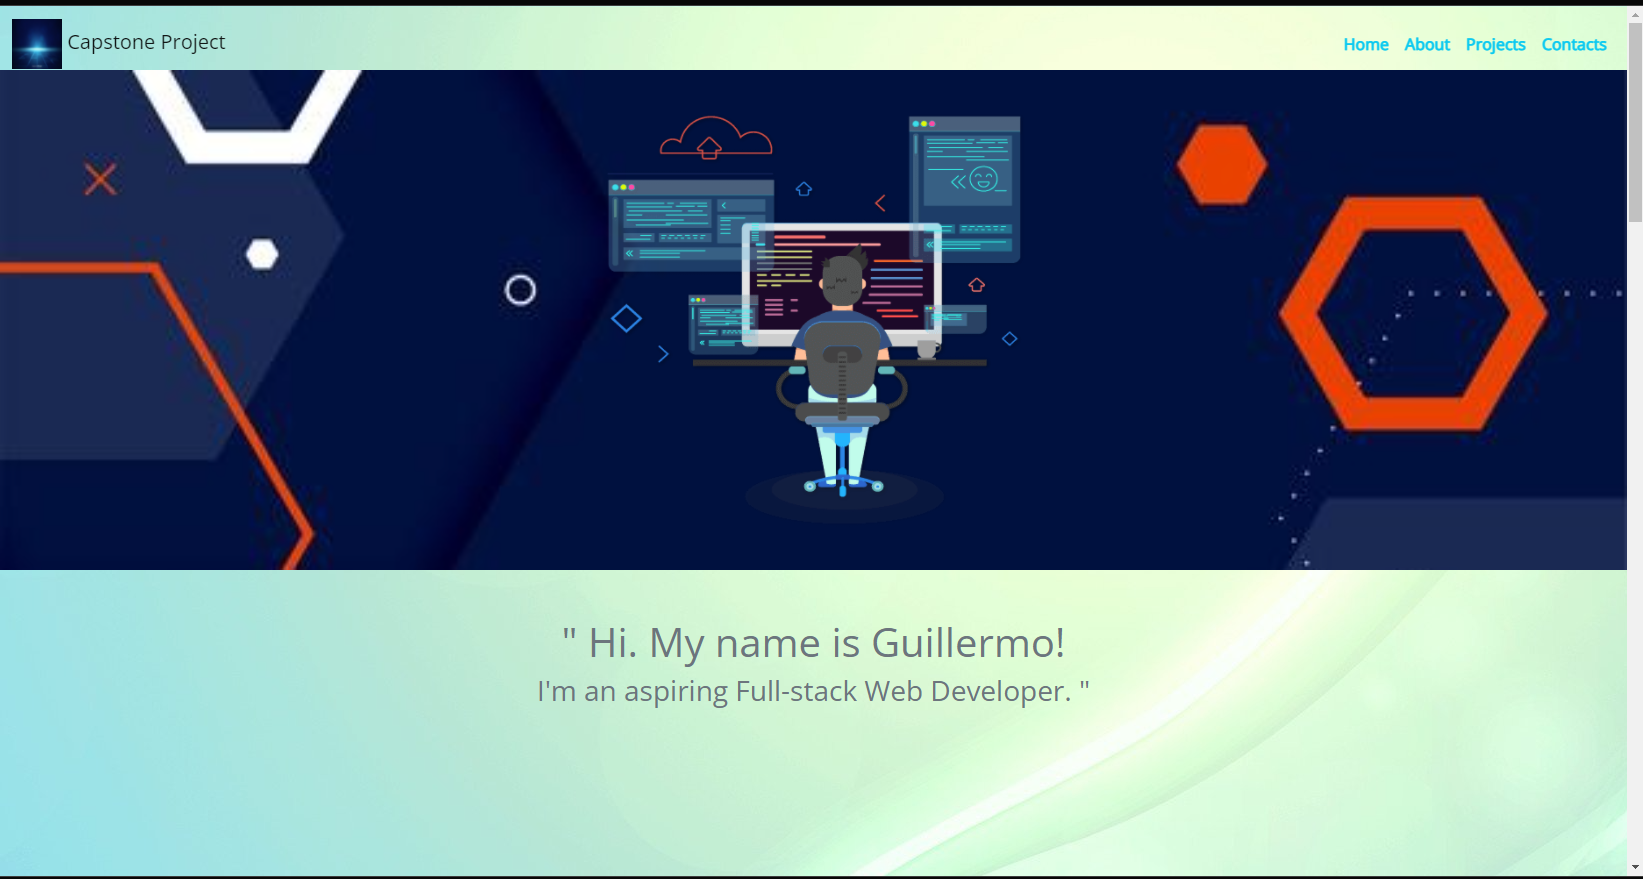 Capstone Project
Home About Projects Contacts
" Hi. My name is Guillermo!
I'm an aspiring Full-stack Web Developer. "